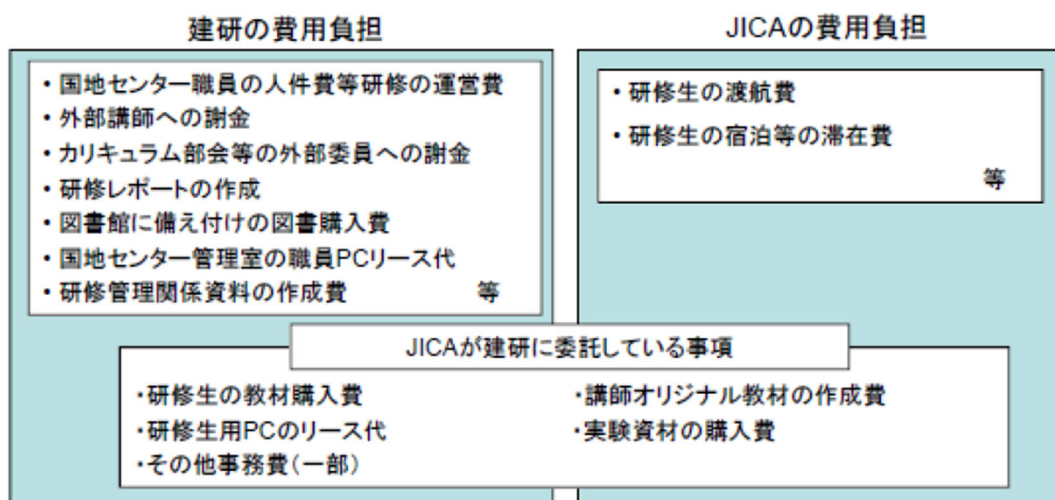 建研の費用負担
・国地センター職員の人件費等研修の運営費
・外部講師への謝金
・カリキュラム部会等の外部委員への謝金
・研修レポートの作成
・図書館に備え付けの図書購入費
・国地センター管理室の職員PCリース代
・研修管理関係資料の作成費 等
JICAの費用負担
・研修生の渡航費
・研修生の宿泊等の滞在費
等
JICAが建研に委託している事項
・研修生の教材購入費
・研修生用PCのリース代
・その他事務費(一部)
・講師オリジナル教材の作成費
・実験資材の購入費